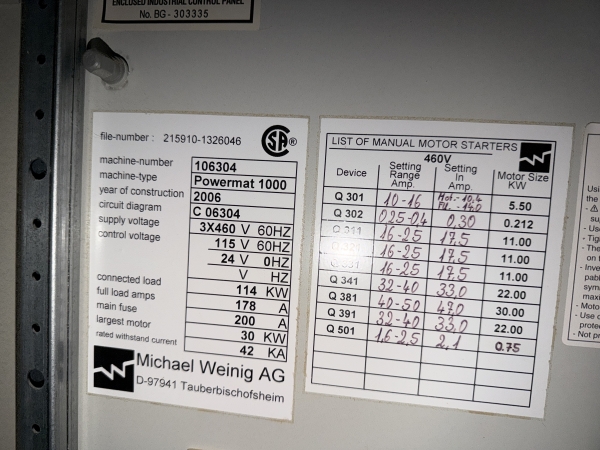 ENCLOSED INDUSTRIAL CONTROL PANEL
No. BG - 303335
file-number : 215910-1326046
machine-number 106304
machine-type Powermat 1000
year of construction 2006
circuit diagram C 06304
supply voltage 3X460 V 60HZ
control voltage 115 V 60HZ
24 V 0HZ
V HZ
connected load 114 KW
full load amps 178 A
main fuse 200 A
largest motor 30 KW
rated withstand current 42 KA
Michael Weinig AG
D-97941 Tauberbischofsheim
LIST OF MANUAL MOTOR STARTERS
460V
Device Setting Range Amp. Setting In Amp. Motor Size KW
Q 301 10-16 5.50
Q 302 0,25-0,4 0,30 0.212
Q 311 16-25 17,5 11.00
16-25 17,5 11.00
16-25 17,5 11.00
Q 341 32-40 33,0 22.00
Q 381 40-50 47,0 30.00
Q 391 32-40 33,0 22.00
Q 501 1,6-2,5 2,1 0.75